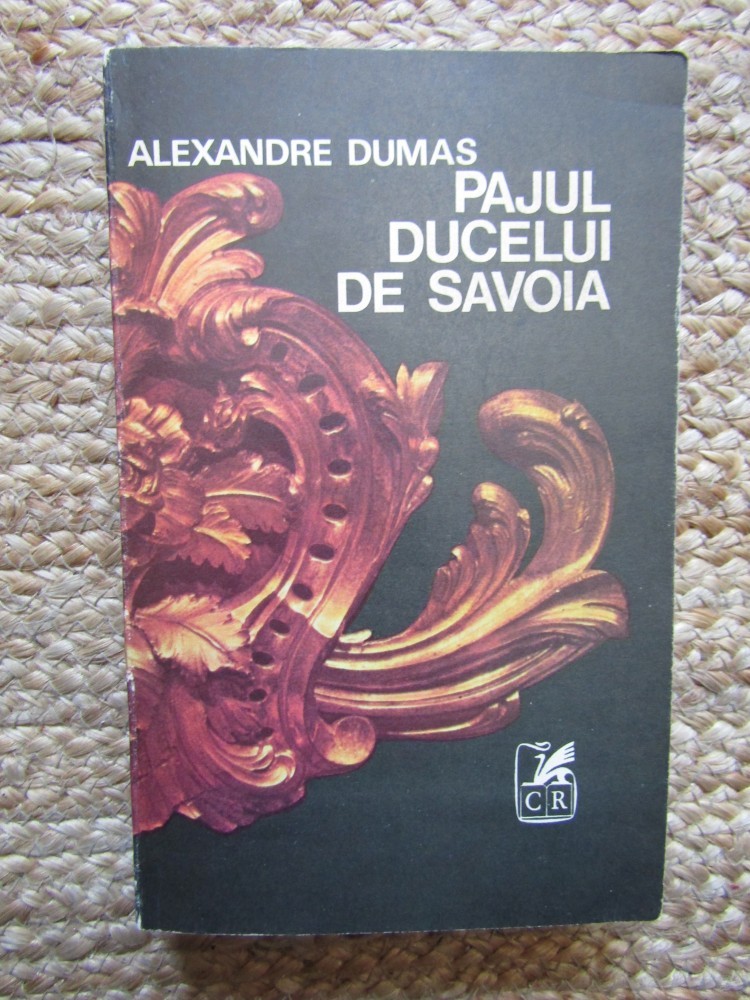 ALEXANDRE DUMAS
PAJUL
DUCELUI
DE SAVOIA
CR